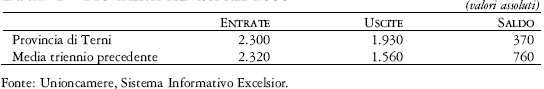 (valori assoluti)
ENTRATE USCITE SALDO
Provincia di Terni 2.300 1.930 370
Media triennio precedente 2.320 1.560 760
Fonte: Unioncamere, Sistema Informativo Excelsior.